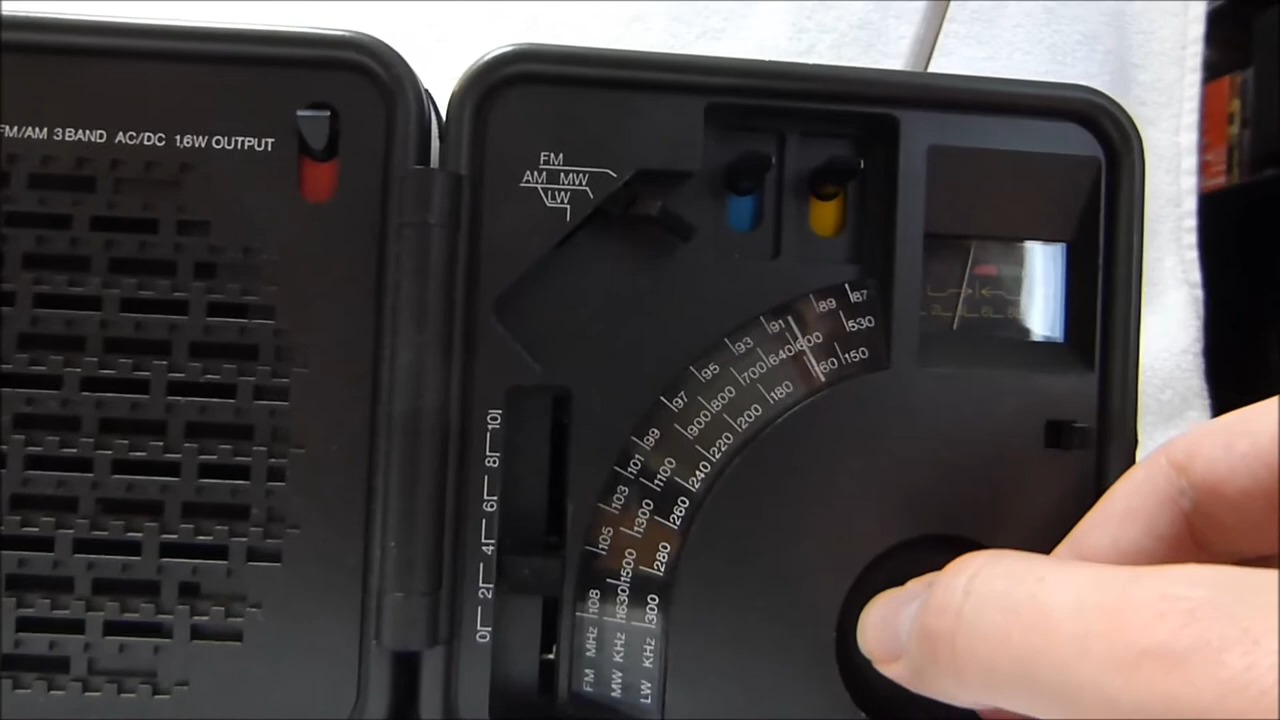 FM/AM 3 BAND AC/DC 1,6W OUTPUT
FM
AM MW
LW
0 2 4 6 8 10
FM MHz 108 105 103 101 99 97 95 93 91 89 87
MW KHz 1630 1500 1300 1100 900 800 700 640 600 530
LW KHz 300 280 260 240 220 200 180 160 150